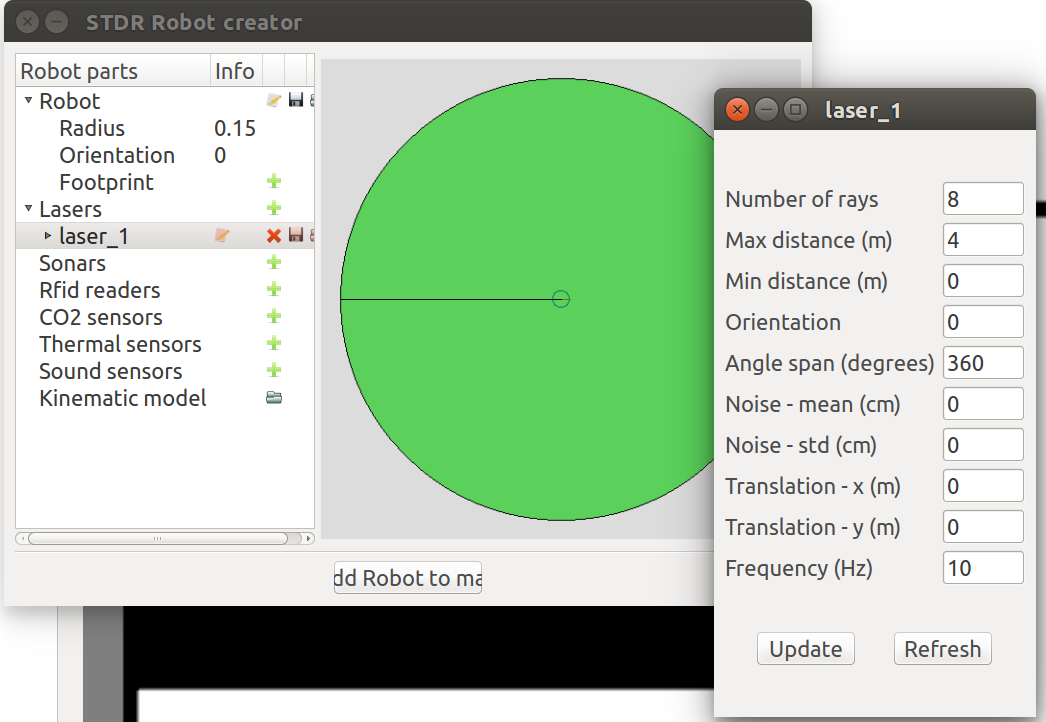 STDR Robot creator
Robot parts Info
Robot
Radius 0.15
Orientation 0
Footprint
Lasers
laser_1
Sonars
Rfid readers
CO2 sensors
Thermal sensors
Sound sensors
Kinematic model
dd Robot to ma
laser_1
Number of rays 8
Max distance (m) 4
Min distance (m) 0
Orientation 0
Angle span (degrees) 360
Noise - mean (cm) 0
Noise - std (cm) 0
Translation - x (m) 0
Translation - y (m) 0
Frequency (Hz) 10
Update Refresh